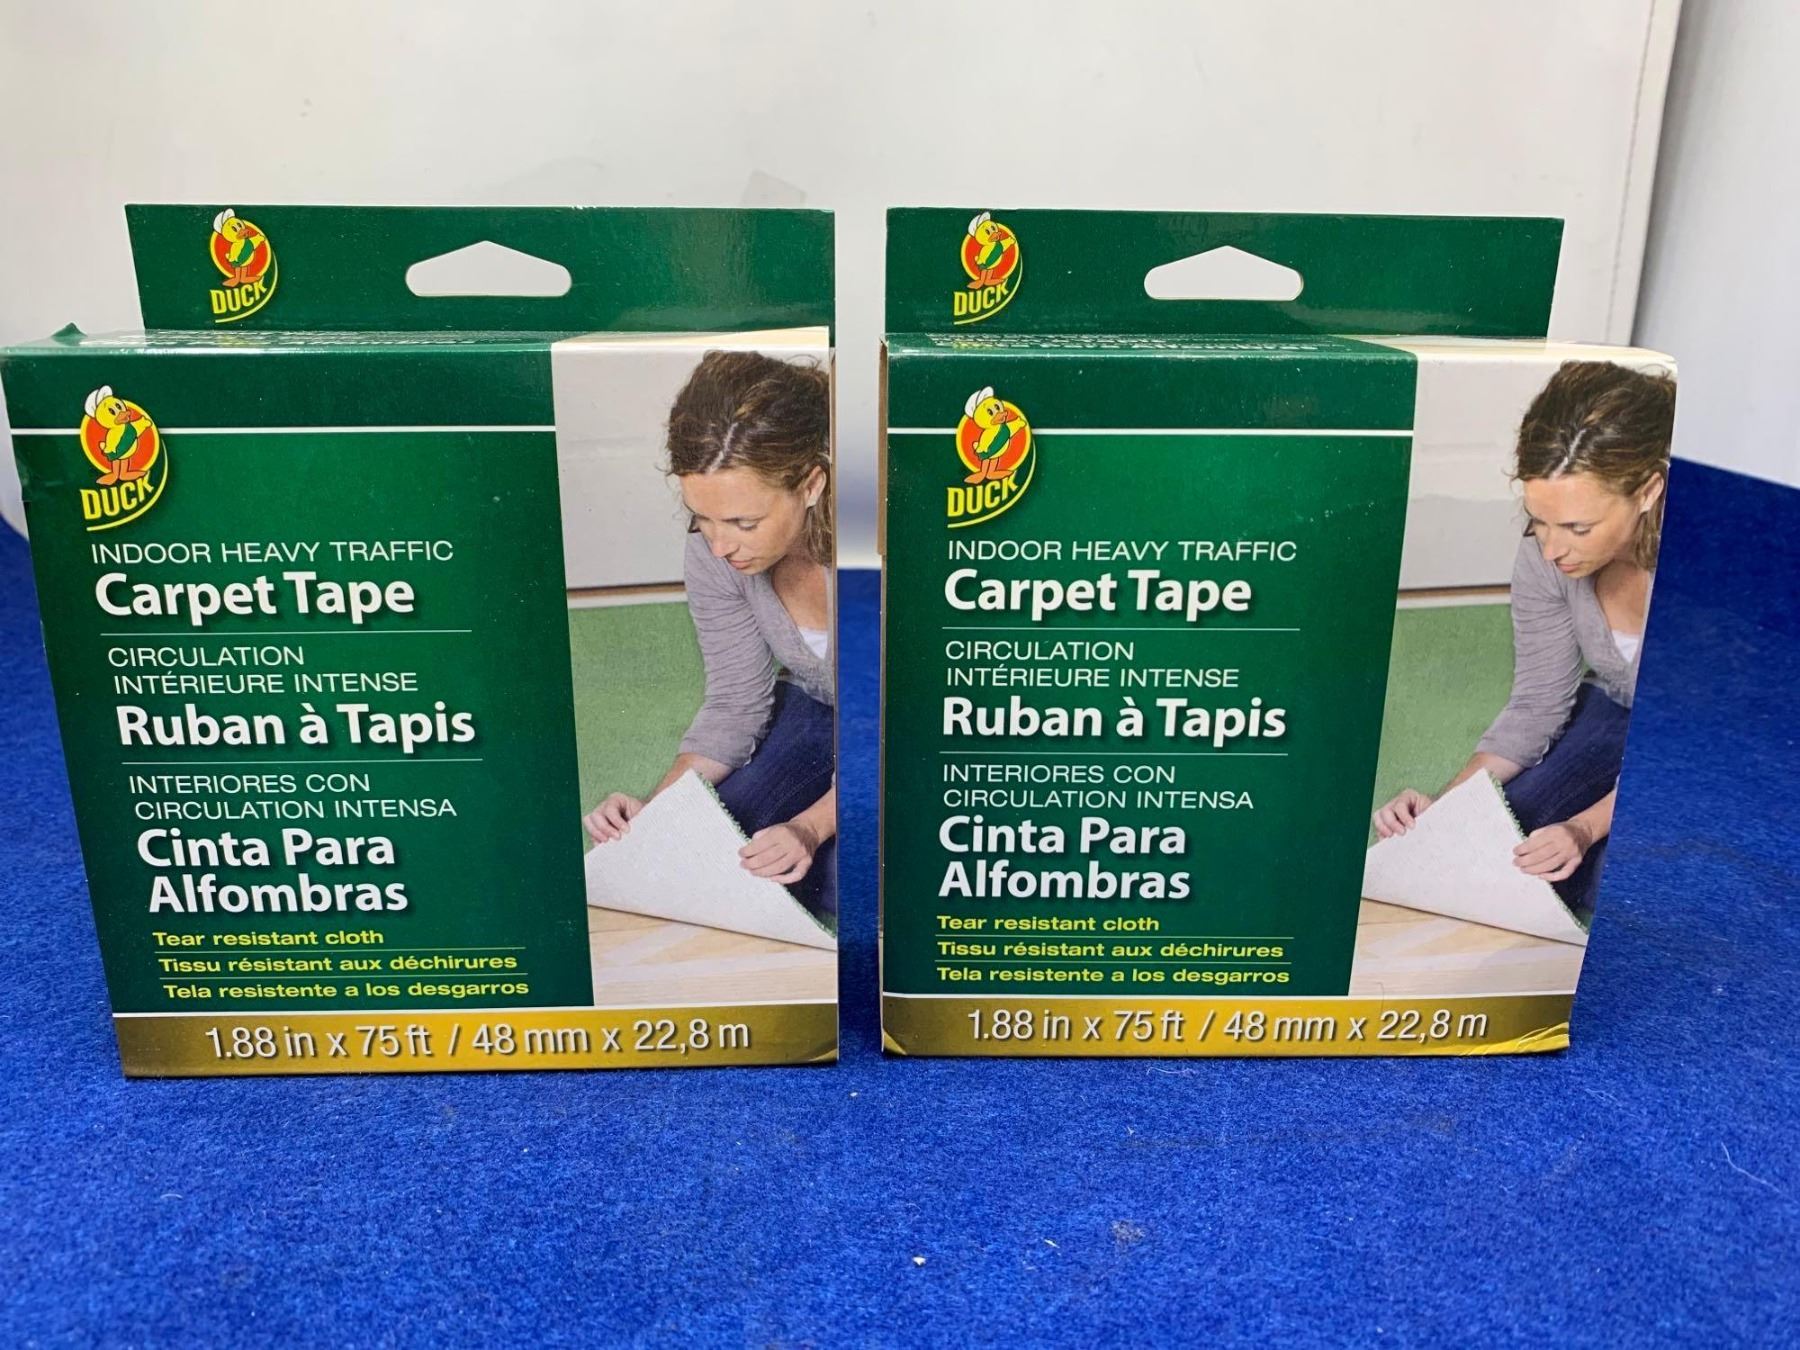 DUCK
DUCK
INDOOR HEAVY TRAFFIC
Carpet Tape
CIRCULATION
INTÉRIEURE INTENSE
Ruban à Tapis
INTERIORES CON
CIRCULATION INTENSA
Cinta Para
Alfombras
Tear resistant cloth
Tissu résistant aux déchirures
Tela resistente a los desgarros
1.88 in x 75 ft / 48 mm x 22,8 m
DUCK
DUCK
INDOOR HEAVY TRAFFIC
Carpet Tape
CIRCULATION
INTÉRIEURE INTENSE
Ruban à Tapis
INTERIORES CON
CIRCULATION INTENSA
Cinta Para
Alfombras
Tear resistant cloth
Tissu résistant aux déchirures
Tela resistente a los desgarros
1.88 in x 75 ft / 48 mm x 22,8 m